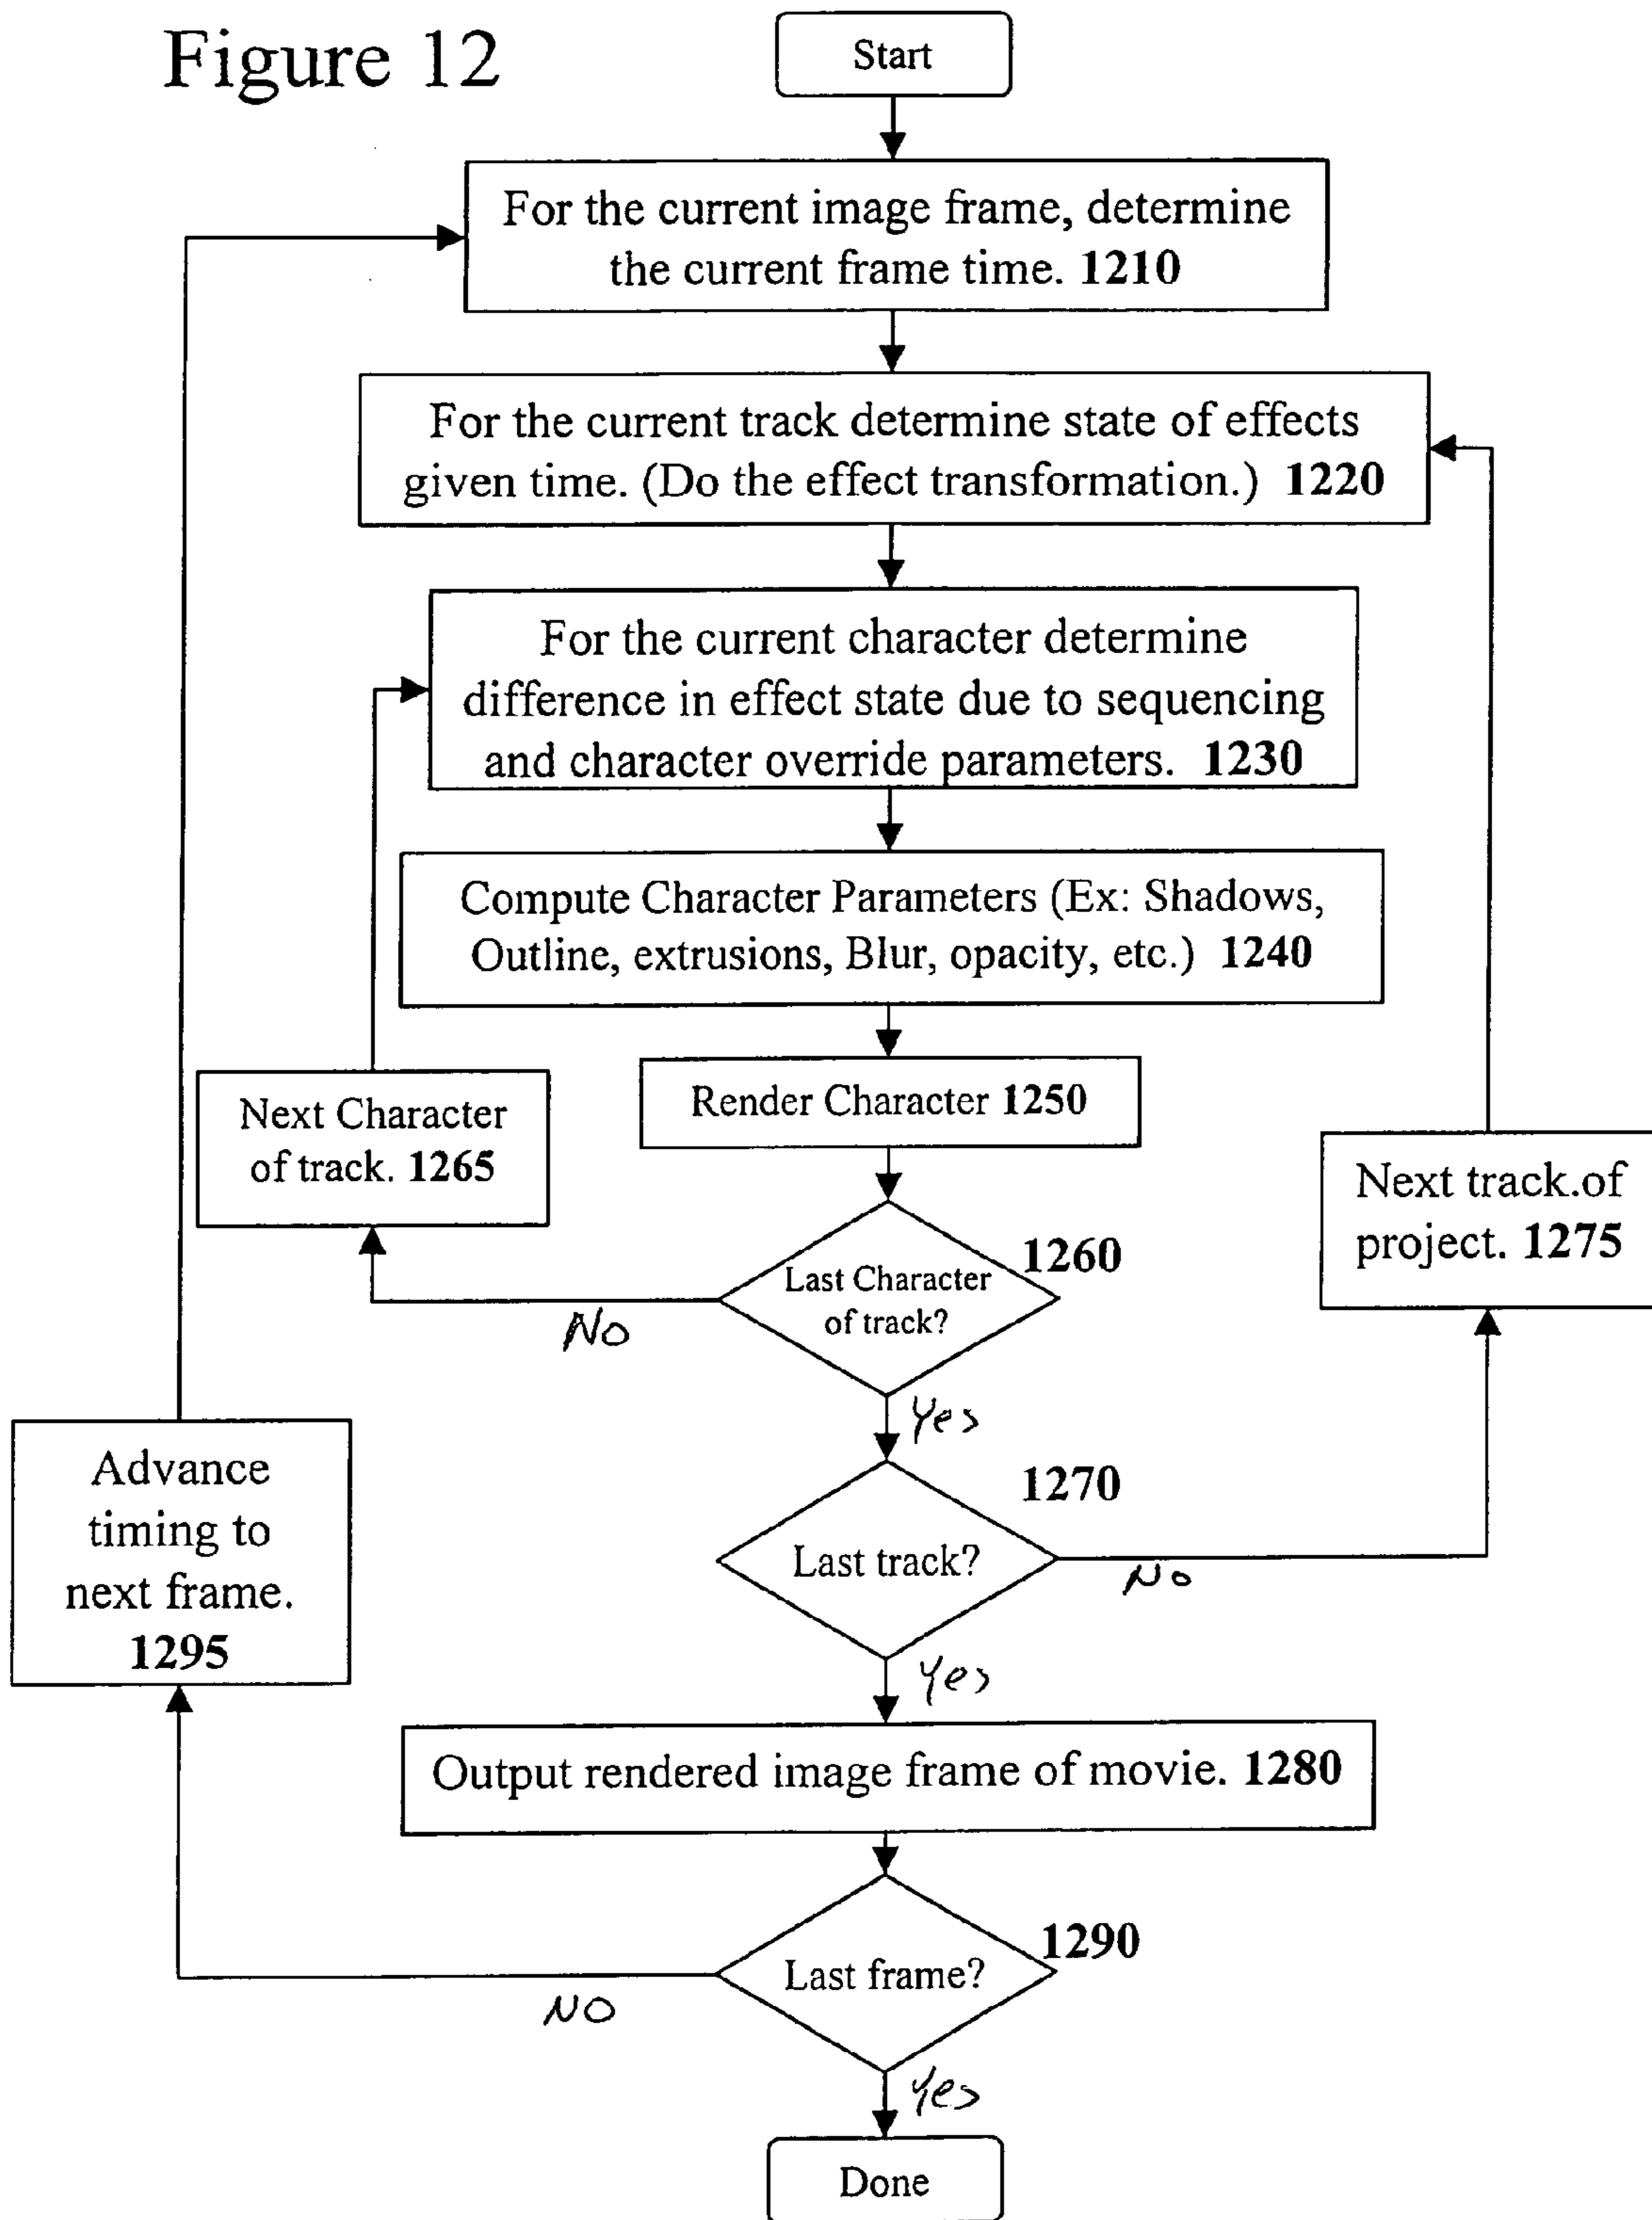 Figure 12
Start
For the current image frame, determine
the current frame time. 1210
For the current track determine state of effects
given time. (Do the effect transformation.) 1220
For the current character determine
difference in effect state due to sequencing
and character override parameters. 1230
Compute Character Parameters (Ex: Shadows,
Outline, extrusions, Blur, opacity, etc.) 1240
Render Character 1250
Next Character
of track. 1265
Next track.of
project. 1275
1260
Last Character
of track?
No
Yes
1270
Last track?
No
Yes
Advance
timing to
next frame.
1295
Output rendered image frame of movie. 1280
1290
Last frame?
NO
Yes
Done